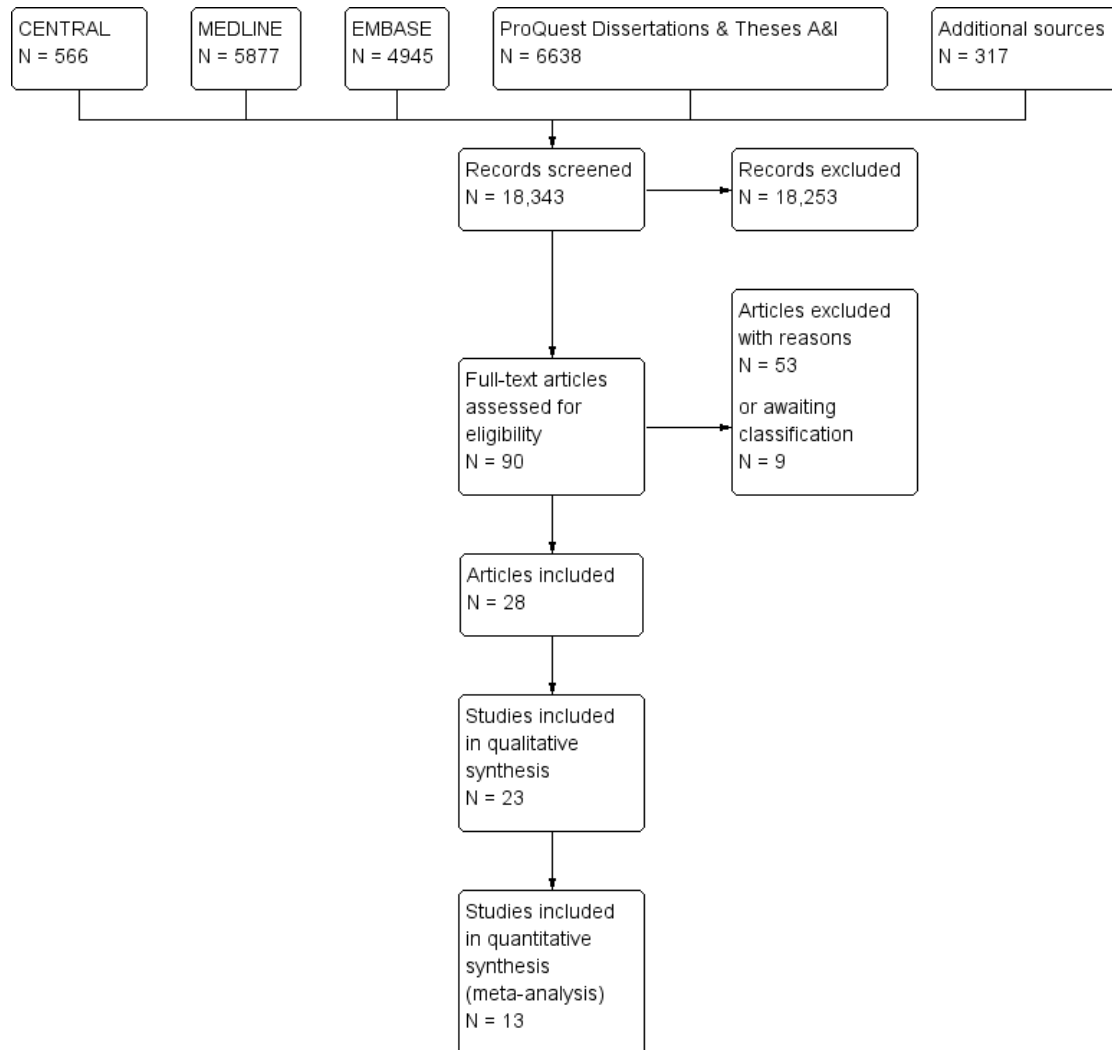 CENTRAL
N = 566
MEDLINE
N = 5877
EMBASE
N = 4945
ProQuest Dissertations & Theses A&I
N = 6638
Additional sources
N = 317
Records screened
N = 18,343
Records excluded
N = 18,253
Full-text articles
assessed for
eligibility
N = 90
Articles excluded
with reasons
N = 53
or awaiting
classification
N = 9
Articles included
N = 28
Studies included
in qualitative
synthesis
N = 23
Studies included
in quantitative
synthesis
(meta-analysis)
N = 13